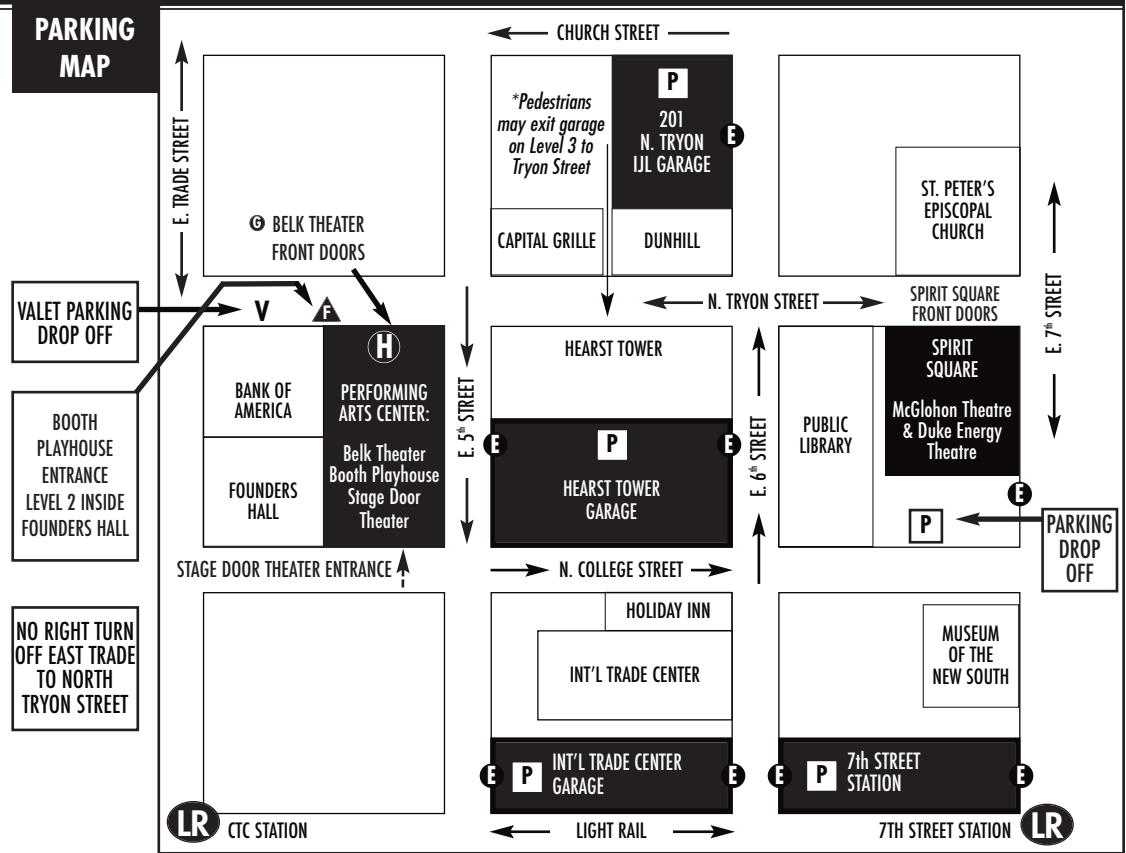 PARKING
MAP
CHURCH STREET
E. TRADE STREET
*Pedestrians
may exit garage
on Level 3 to
Tryon Street
P
201
N. TRYON
IJL GARAGE
E
CAPITAL GRILLE
DUNHILL
ST. PETER'S
EPISCOPAL
CHURCH
E. 7th STREET
G BELK THEATER
FRONT DOORS
VALET PARKING
DROP OFF
V
F
N. TRYON STREET
SPIRIT SQUARE
FRONT DOORS
BOOTH
PLAYHOUSE
ENTRANCE
LEVEL 2 INSIDE
FOUNDERS HALL
BANK OF
AMERICA
FOUNDERS
HALL
H
PERFORMING
ARTS CENTER:
Belk Theater
Booth Playhouse
Stage Door
Theater
E. 5th STREET
HEARST TOWER
E
P
E
HEARST TOWER
GARAGE
E. 6th STREET
PUBLIC
LIBRARY
SPIRIT
SQUARE
McGlohon Theatre
& Duke Energy
Theatre
E
P
PARKING
DROP
OFF
STAGE DOOR THEATER ENTRANCE
N. COLLEGE STREET
NO RIGHT TURN
OFF EAST TRADE
TO NORTH
TRYON STREET
HOLIDAY INN
INT'L TRADE CENTER
MUSEUM
OF THE
NEW SOUTH
E
P
INT'L TRADE CENTER
GARAGE
E
E
P
7th STREET
STATION
E
LR
CTC STATION
LIGHT RAIL
7TH STREET STATION
LR